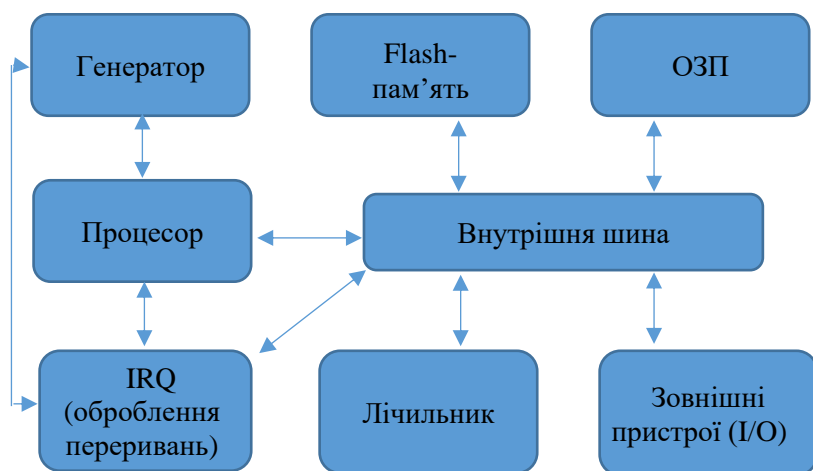 Генератор
Flash-
пам’ять
ОЗП
Процесор
Внутрішня шина
IRQ
(оброблення
переривань)
Лічильник
Зовнішні
пристрої (I/O)